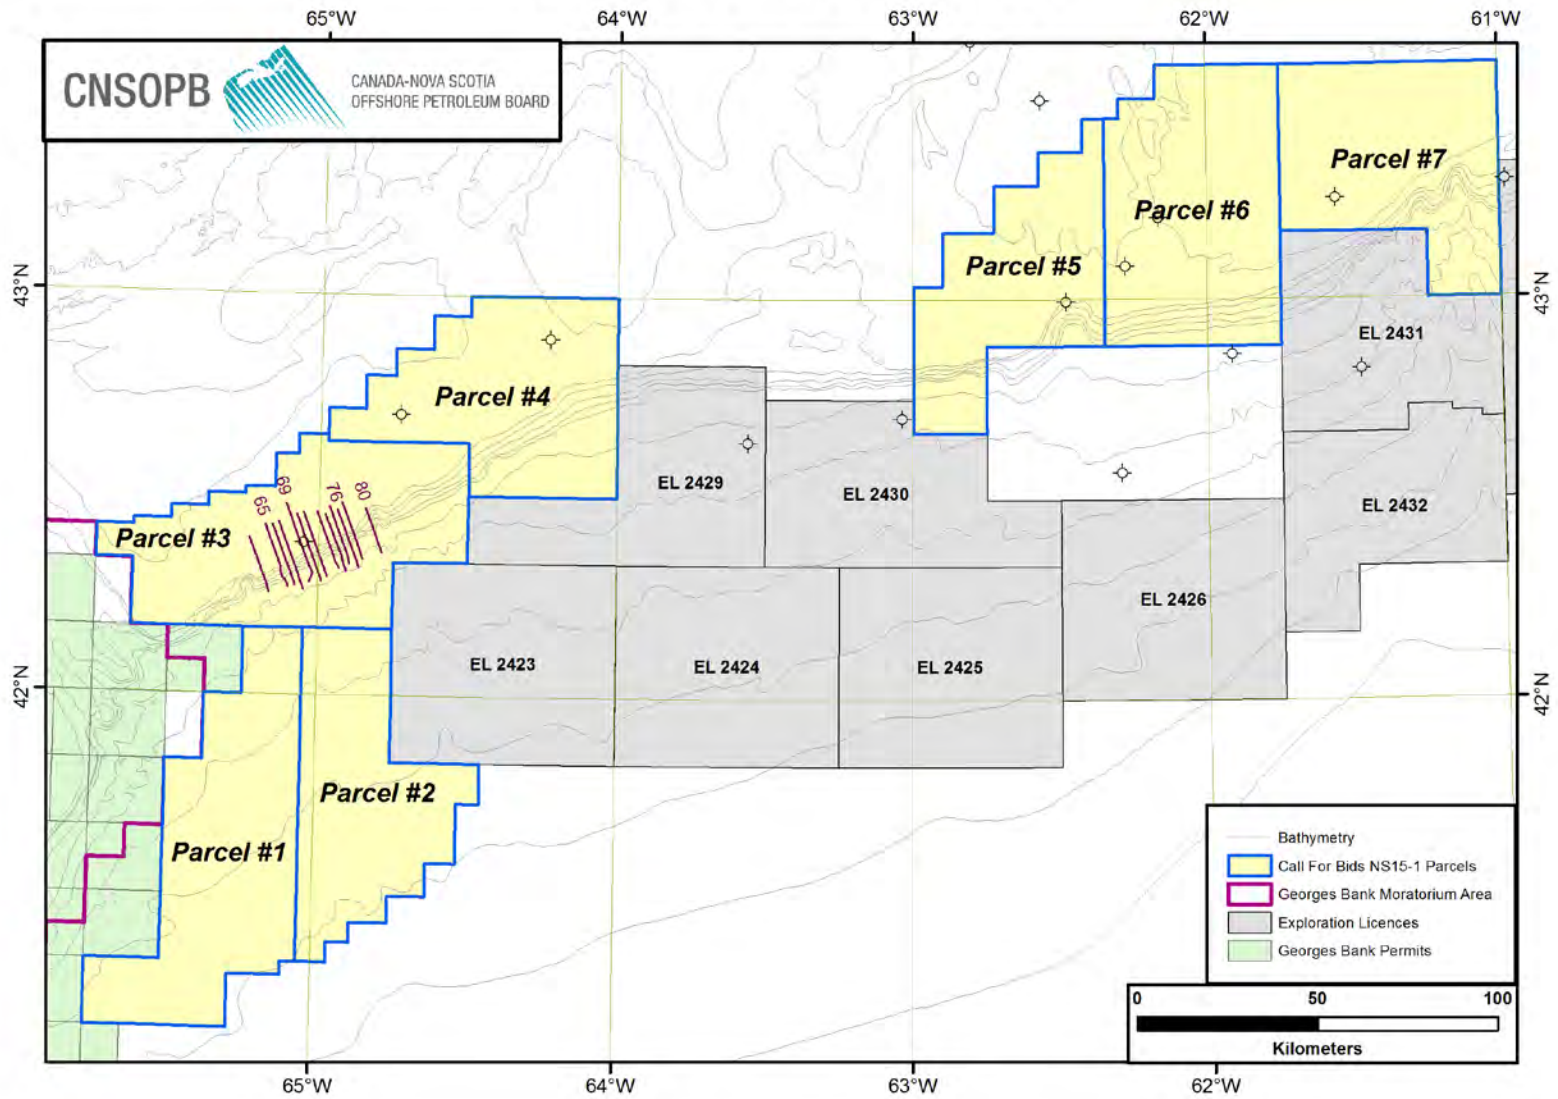 65°W
64°W
63°W
62°W
61°W
CNSOPB
CANADA-NOVA SCOTIA
OFFSHORE PETROLEUM BOARD
Parcel #7
Parcel #6
Parcel #5
43°N
43°N
EL 2431
Parcel #4
EL 2429
EL 2430
EL 2432
65
69
76
80
Parcel #3
EL 2426
EL 2423
EL 2424
EL 2425
42°N
42°N
Parcel #2
Parcel #1
Bathymetry
Call For Bids NS15-1 Parcels
Georges Bank Moratorium Area
Exploration Licences
Georges Bank Permits
0
50
100
Kilometers
65°W
64°W
63°W
62°W